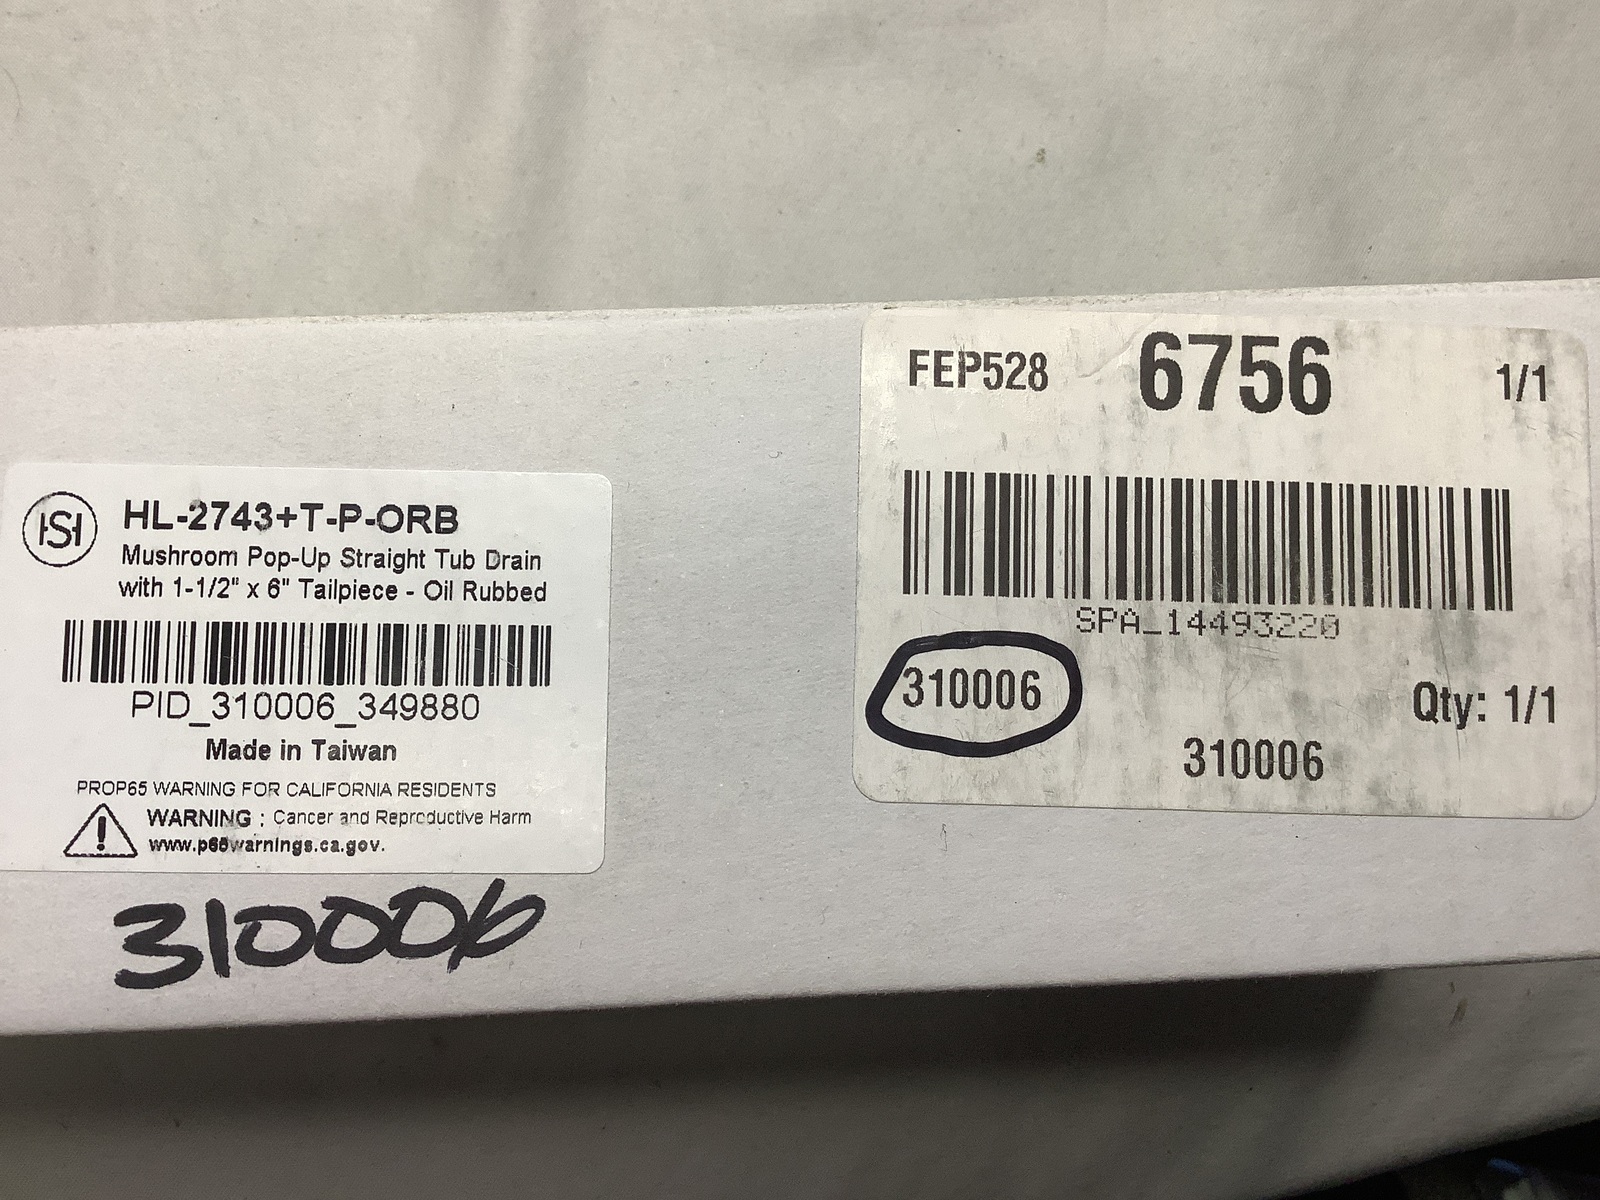 HL-2743+T-P-ORB
Mushroom Pop-Up Straight Tub Drain
with 1-1/2" x 6" Tailpiece - Oil Rubbed
PID_310006_349880
Made in Taiwan
PROP65 WARNING FOR CALIFORNIA RESIDENTS
WARNING : Cancer and Reproductive Harm
www.p65warnings.ca.gov.
310006
FEP528 6756 1/1
SPA_14493220
310006 Qty: 1/1
310006